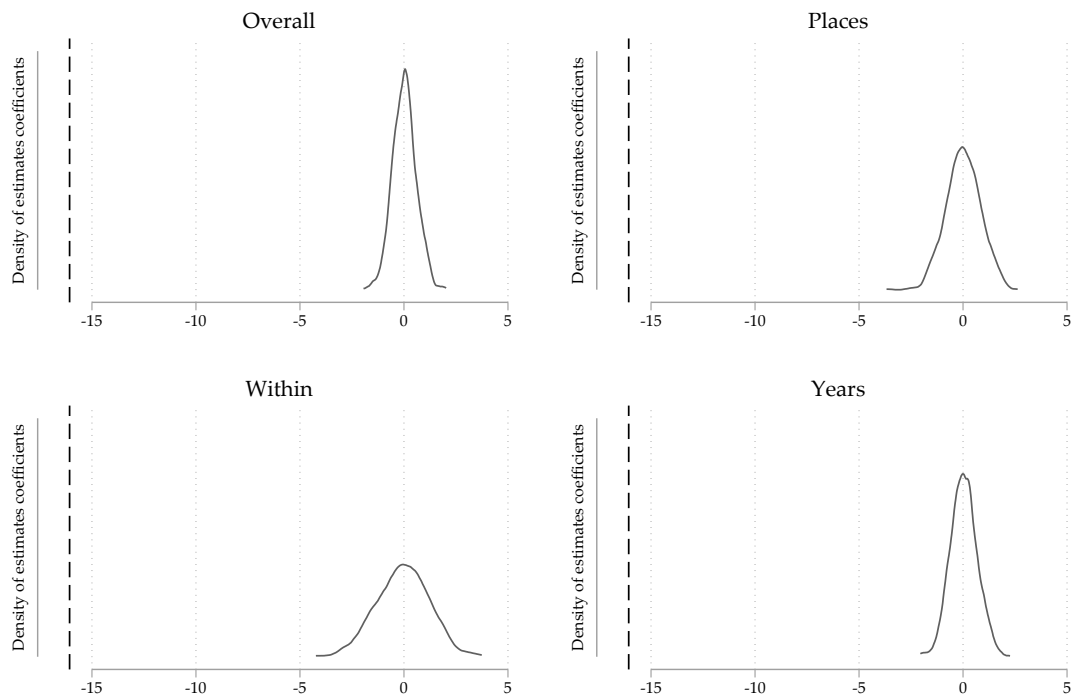 Overall
Density of estimates coefficients
-15 -10 -5 0 5
Places
Density of estimates coefficients
-15 -10 -5 0 5
Within
Density of estimates coefficients
-15 -10 -5 0 5
Years
Density of estimates coefficients
-15 -10 -5 0 5